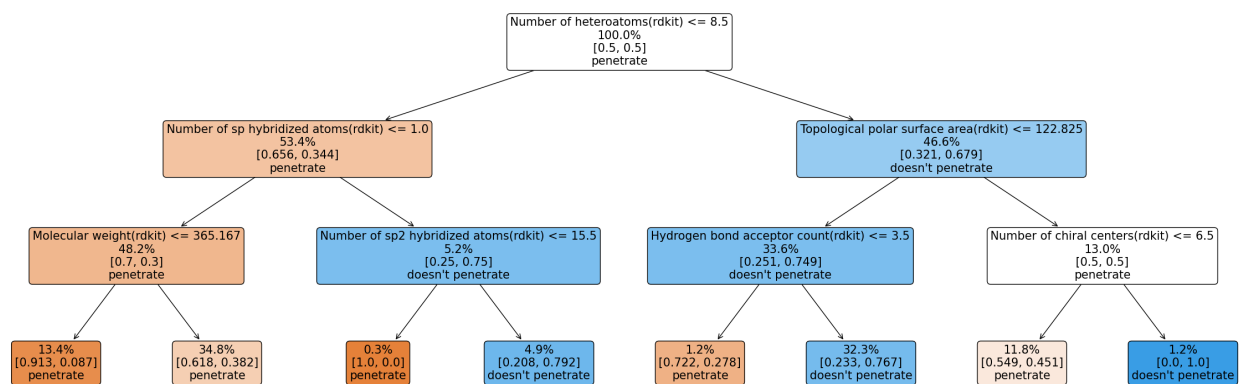 Number of heteroatoms(rdkit) <= 8.5
100.0%
[0.5, 0.5]
penetrate
Number of sp hybridized atoms(rdkit) <= 1.0
53.4%
[0.656, 0.344]
penetrate
Topological polar surface area(rdkit) <= 122.825
46.6%
[0.321, 0.679]
doesn't penetrate
Molecular weight(rdkit) <= 365.167
48.2%
[0.7, 0.3]
penetrate
Number of sp2 hybridized atoms(rdkit) <= 15.5
5.2%
[0.25, 0.75]
doesn't penetrate
Hydrogen bond acceptor count(rdkit) <= 3.5
33.6%
[0.251, 0.749]
doesn't penetrate
Number of chiral centers(rdkit) <= 6.5
13.0%
[0.5, 0.5]
penetrate
13.4%
[0.913, 0.087]
penetrate
34.8%
[0.618, 0.382]
penetrate
0.3%
[1.0, 0.0]
penetrate
4.9%
[0.208, 0.792]
doesn't penetrate
1.2%
[0.722, 0.278]
penetrate
32.3%
[0.233, 0.767]
doesn't penetrate
11.8%
[0.549, 0.451]
penetrate
1.2%
[0.0, 1.0]
doesn't penetrate